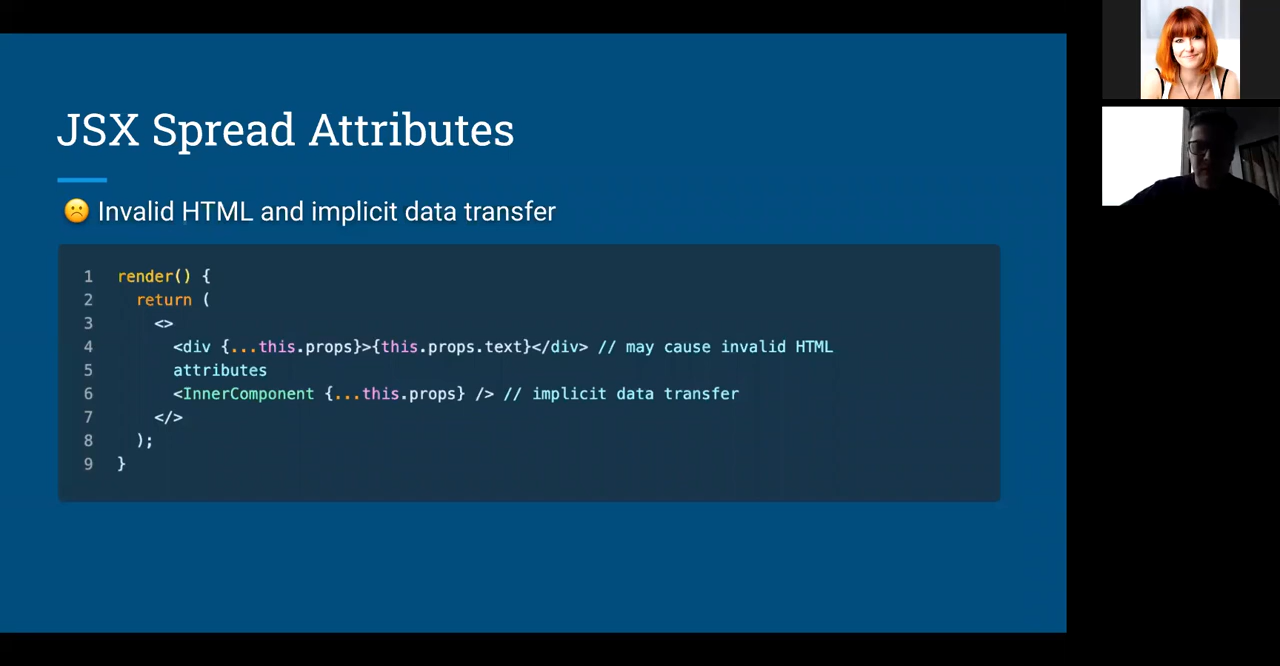 JSX Spread Attributes
☹️ Invalid HTML and implicit data transfer
1 render() {
2 return (
3 <>
4 <div {...this.props}>{this.props.text}</div> // may cause invalid HTML
5 attributes
6 <InnerComponent {...this.props} /> // implicit data transfer
7 </>
8 );
9 }